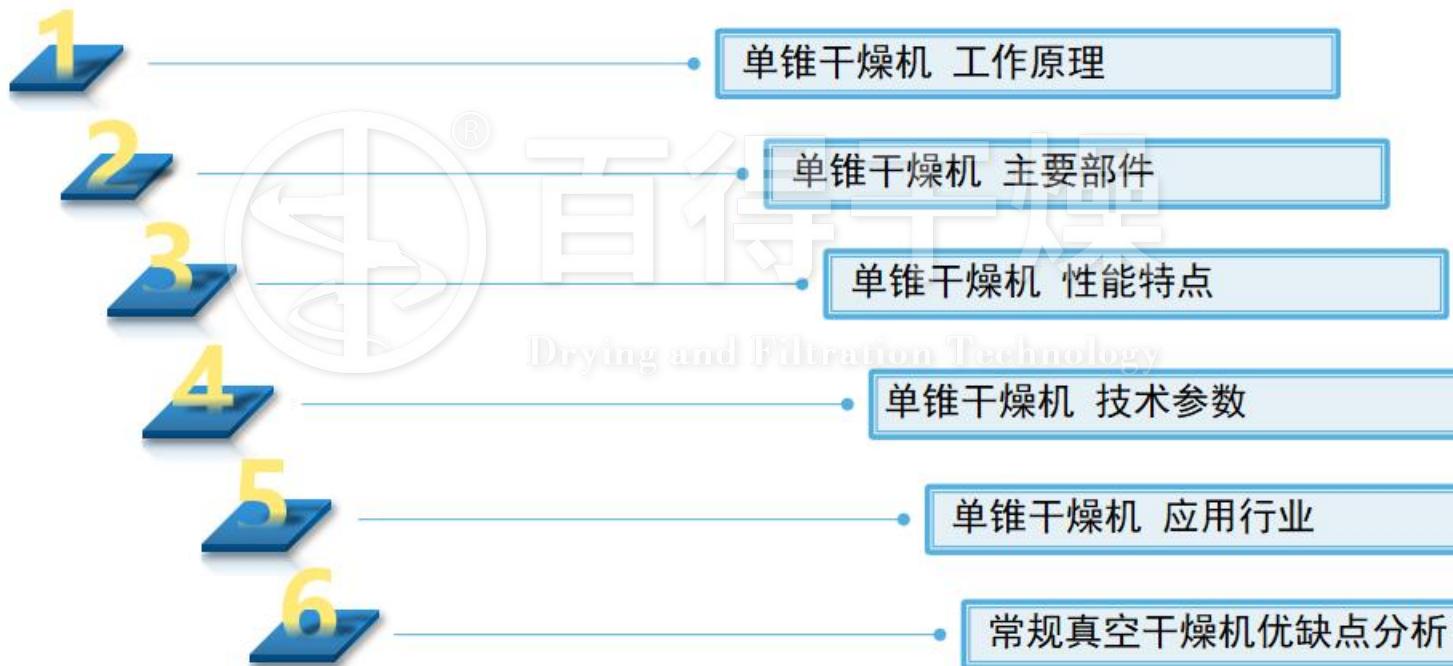 1 单锥干燥机 工作原理
2 单锥干燥机 主要部件
3 单锥干燥机 性能特点
4 单锥干燥机 技术参数
5 单锥干燥机 应用行业
6 常规真空干燥机优缺点分析
® 百得干燥
Drying and Filtration Technology